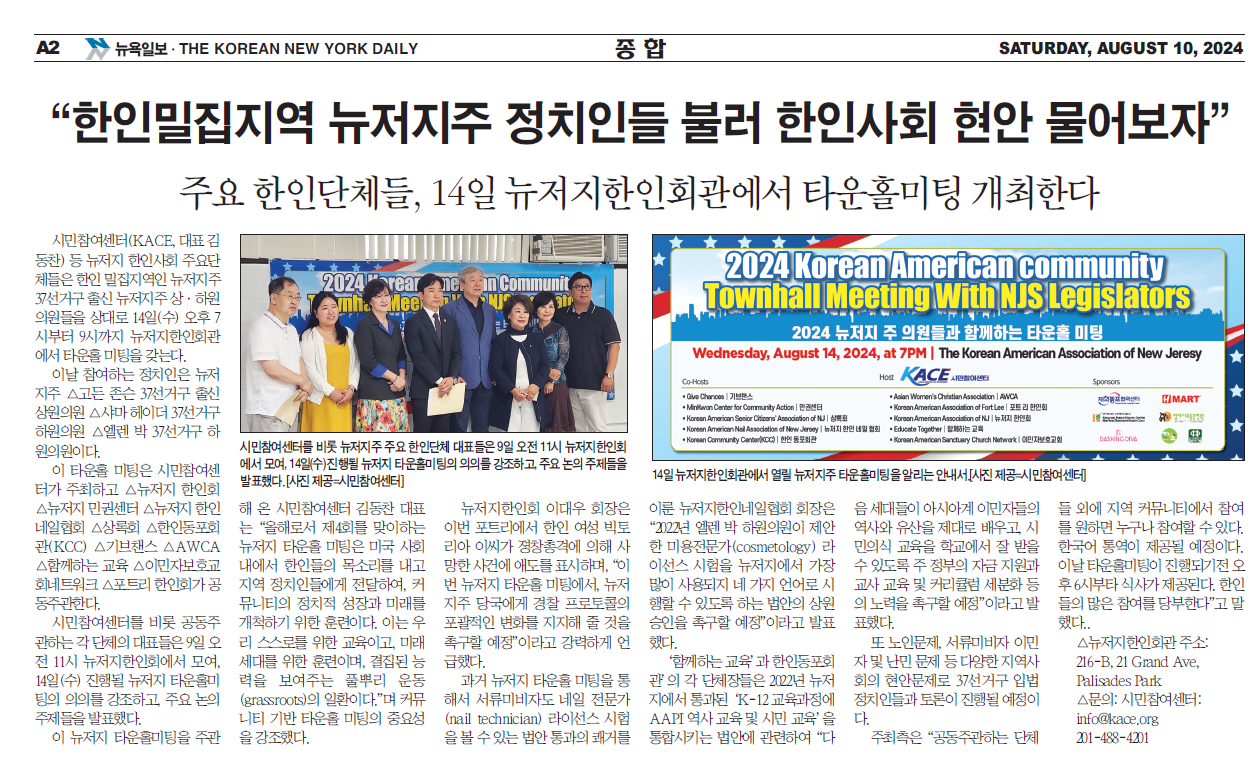 A2 뉴욕일보 · THE KOREAN NEW YORK DAILY 종합 SATURDAY, AUGUST 10, 2024
“한인밀집지역 뉴저지주 정치인들 불러 한인사회 현안 물어보자”
주요 한인단체들, 14일 뉴저지한인회관에서 타운홀미팅 개최한다
시민참여센터(KACE, 대표 김
동찬) 등 뉴저지 한인사회 주요단
체들은 한인 밀집지역인 뉴저지주
37선거구 출신 뉴저지주 상·하원
의원들을 상대로 14일(수) 오후 7
시부터 9시까지 뉴저지한인회관
에서 타운홀 미팅을 갖는다.
이날 참여하는 정치인은 뉴저
지주 △고든 존슨 37선거구 출신
상원의원 △샤마 헤이더 37선거구
하원의원 △엘렌 박 37선거구 하
원의원이다.
이 타운홀 미팅은 시민참여센
터가 주최하고 △뉴저지 한인회
△뉴저지 민권센터 △뉴저지 한인
네일협회 △상록회 △한인동포회
관(KCC) △기브챈스 △AWCA
△함께하는 교육 △이민자보호교
회네트워크 △포트리 한인회가 공
동주관한다.
시민참여센터를 비롯 공동주
관하는 각 단체의 대표들은 9일 오
전 11시 뉴저지한인회에서 모여,
14일(수) 진행될 뉴저지 타운홀미
팅의 의의를 강조하고, 주요 논의
주제들을 발표했다.
이 뉴저지 타운홀미팅을 주관
2024 Korean American Community
Townhall Meeting With NJS Legislators
시민참여센터를 비롯 뉴저지주 주요 한인단체 대표들은 9일 오전 11시 뉴저지한인회
에서 모여, 14일(수)진행될 뉴저지 타운홀미팅의 의의를 강조하고, 주요 논의 주제들을
발표했다. [사진 제공=시민참여센터]
2024 Korean American community
Townhall Meeting With NJS Legislators
2024 뉴저지 주 의원들과 함께하는 타운홀 미팅
Wednesday, August 14, 2024, at 7PM | The Korean American Association of New Jeresy
Host KACE 시민참여센터
Co-Hosts
• Give Chances | 기브챈스
• MinKwon Center for Community Action | 민권센터
• Korean American Senior Citizens' Association of NJ | 상록회
• Korean American Nail Association of New Jersey | 뉴저지 한인 네일 협회
• Korean Community Center(KCC) | 한인 동포회관
• Asian Women's Christian Association | AWCA
• Korean American Association of Fort Lee | 포트 리 한인회
• Korean American Association of NJ | 뉴저지 한인회
• Educate Together | 함께하는 교육
• Korean American Sanctuary Church Network | 이민자보호교회
Sponsors
재외동포협력센터
H MART
DASHING DIVA
14일 뉴저지한인회관에서 열릴 뉴저지주 타운홀미팅을 알리는 안내서.[사진 제공=시민참여센터]
해 온 시민참여센터 김동찬 대표
는 “올해로서 제4회를 맞이하는
뉴저지 타운홀 미팅은 미국 사회
내에서 한인들의 목소리를 내고
지역 정치인들에게 전달하여, 커
뮤니티의 정치적 성장과 미래를
개척하기 위한 훈련이다. 이는 우
리 스스로를 위한 교육이고, 미래
세대를 위한 훈련이며, 결집된 능
력을 보여주는 풀뿌리 운동
(grassroots)의 일환이다.”며 커뮤
니티 기반 타운홀 미팅의 중요성
을 강조했다.
뉴저지한인회 이대우 회장은
이번 포트리에서 한인 여성 빅토
리아 이씨가 경찰총격에 의해 사
망한 사건에 애도를 표시하며, “이
번 뉴저지 타운홀 미팅에서, 뉴저
지주 당국에게 경찰 프로토콜의
포괄적인 변화를 지지해 줄 것을
촉구할 예정”이라고 강력하게 언
급했다.
과거 뉴저지 타운홀 미팅을 통
해서 서류미비자도 네일 전문가
(nail technician) 라이선스 시험
을 볼 수 있는 법안 통과의 쾌거를
이룬 뉴저지한인네일협회 회장은
“2022년 엘렌 박 하원의원이 제안
한 미용전문가(cosmetology) 라
이선스 시험을 뉴저지에서 가장
많이 사용되지 네 가지 언어로 시
행할 수 있도록 하는 법안의 상원
승인을 촉구할 예정”이라고 발표
했다.
‘함께하는 교육’과 한인동포회
관’의 각 단체장들은 2022년 뉴저
지에서 통과된 ‘K-12 교육과정에
AAPI 역사 교육 및 시민 교육’을
통합시키는 법안에 관련하여 “다
음 세대들이 아시아계 이민자들의
역사와 유산을 제대로 배우고, 시
민의식 교육을 학교에서 잘 받을
수 있도록 주 정부의 자금 지원과
교사 교육 및 커리큘럼 세분화 등
의 노력을 촉구할 예정”이라고 발
표했다.
또 노인문제, 서류미비자 이민
자 및 난민 문제 등 다양한 지역사
회의 현안문제로 37선거구 입법
정치인들과 토론이 진행될 예정이
다.
주최측은 “공동주관하는 단체
들 외에 지역 커뮤니티에서 참여
를 원하면 누구나 참여할 수 있다.
한국어 통역이 제공될 예정이다.
이날 타운홀미팅이 진행되기전 오
후 6시부터 식사가 제공된다. 한인
들의 많은 참여를 당부한다”고 말
했다..
△뉴저지한인회관 주소:
216-B, 21 Grand Ave,
Palisades Park
△문의: 시민참여센터:
info@kace.org
201-488-4201